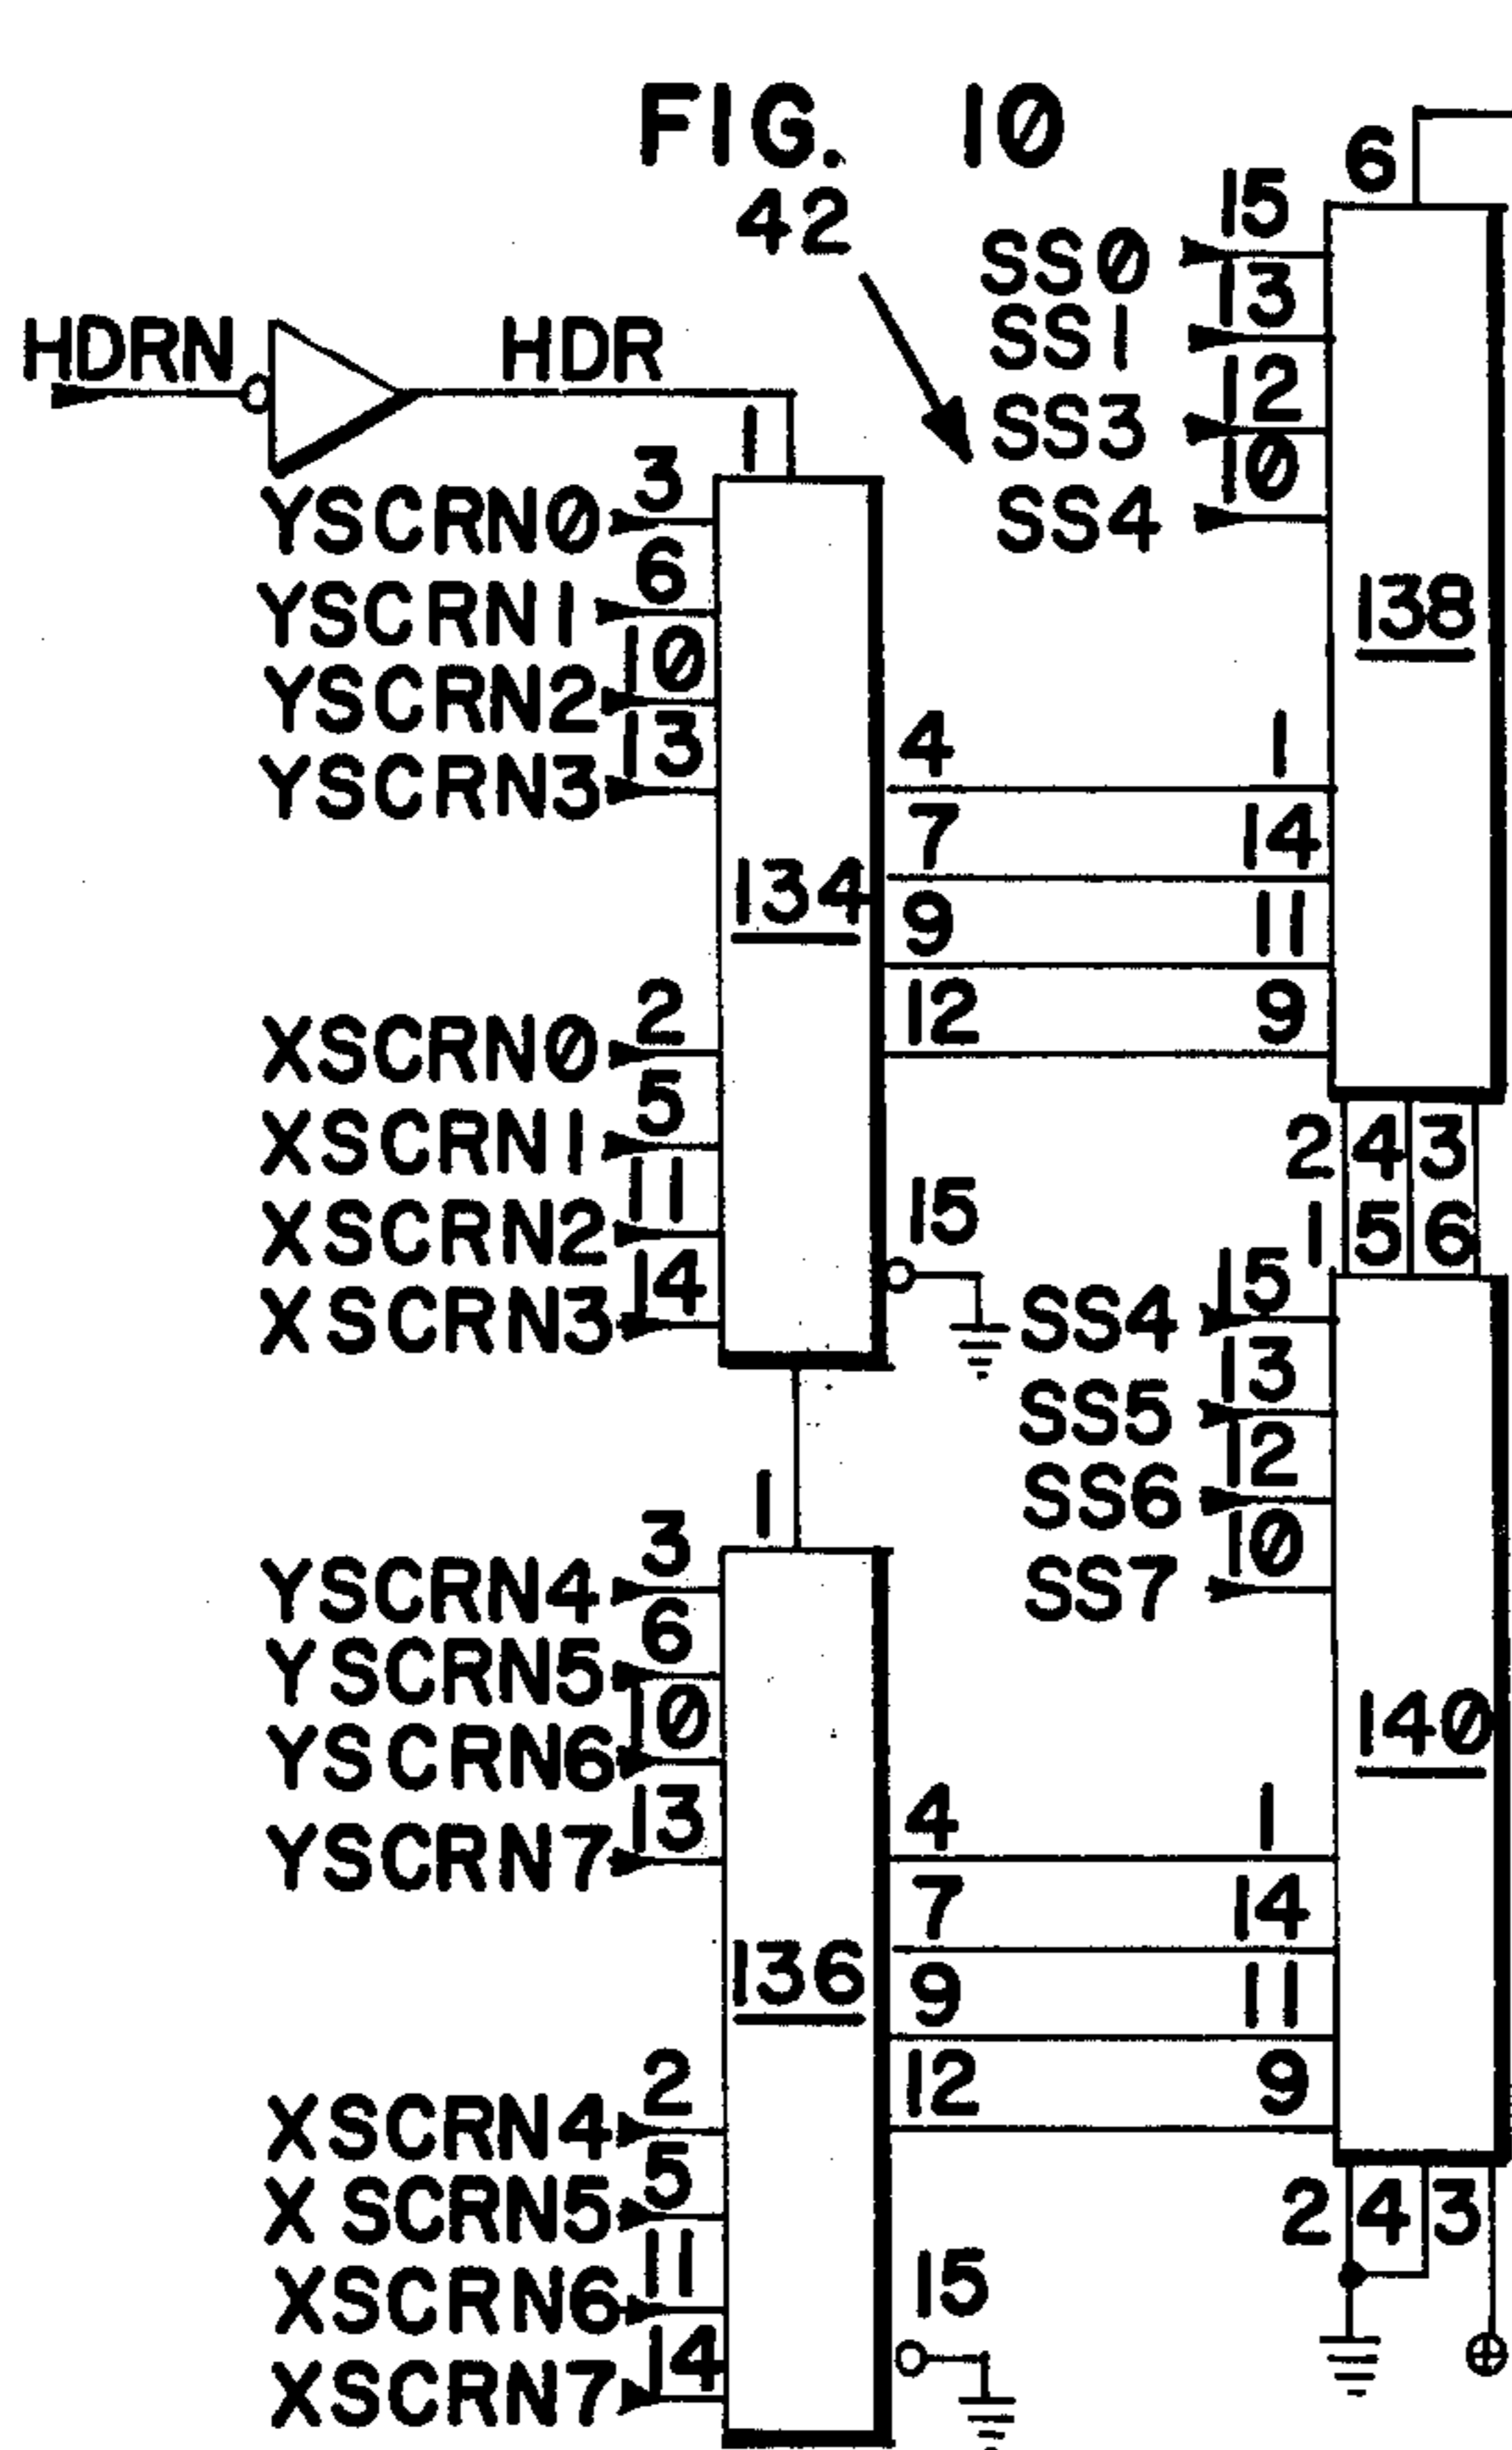 FIG. 10
42
6
15
SS0
13
SS1
12
SS3
10
SS4
138
HDRN
HDR
1
3
YSCRN0
6
YSCRN1
10
YSCRN2
13
YSCRN3
134
4 1
7 14
9 11
12 9
2
XSCRN0
5
XSCRN1
11
XSCRN2
14
XSCRN3
15
2 4 3
1 5 6
15
SS4
13
SS5
12
SS6
10
SS7
140
1
3
YSCRN4
6
YSCRN5
10
YSCRN6
13
YSCRN7
136
4 1
7 14
9 11
12 9
2
XSCRN4
5
X SCRN5
11
XSCRN6
14
XSCRN7
15
2 4 3